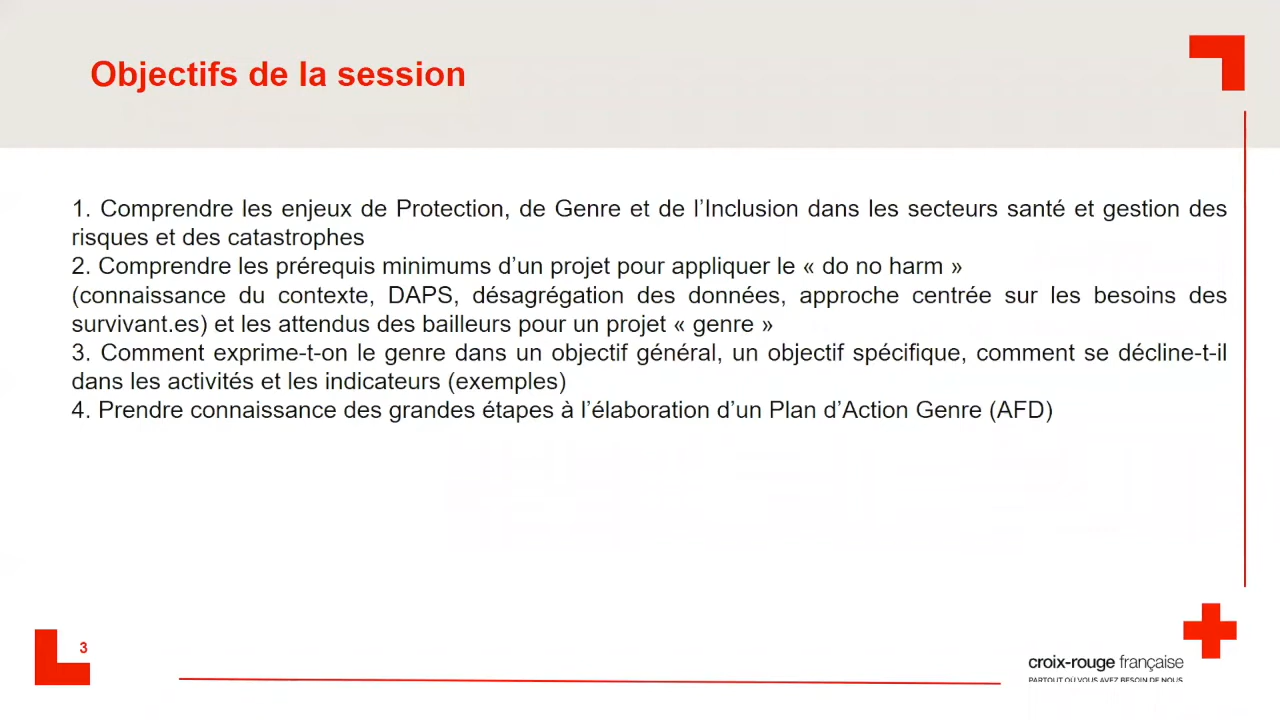 Objectifs de la session
1. Comprendre les enjeux de Protection, de Genre et de l’Inclusion dans les secteurs santé et gestion des
risques et des catastrophes
2. Comprendre les prérequis minimums d’un projet pour appliquer le « do no harm »
(connaissance du contexte, DAPS, désagrégation des données, approche centrée sur les besoins des
survivant.es) et les attendus des bailleurs pour un projet « genre »
3. Comment exprime-t-on le genre dans un objectif général, un objectif spécifique, comment se décline-t-il
dans les activités et les indicateurs (exemples)
4. Prendre connaissance des grandes étapes à l’élaboration d’un Plan d’Action Genre (AFD)
3
croix-rouge française
PARTOUT OÙ VOUS AVEZ BESOIN DE NOUS